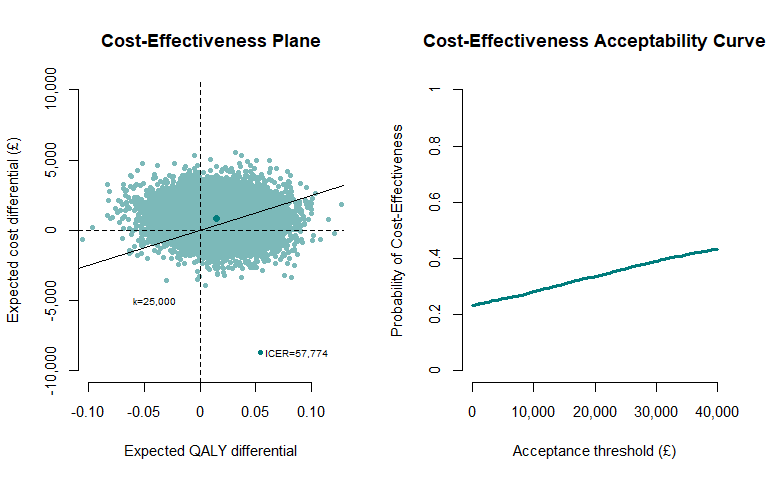 Cost-Effectiveness Plane
Expected cost differential (£)
10,000
5,000
0
-5,000
-10,000
k=25,000
ICER=57,774
-0.10
-0.05
0
0.05
0.10
Expected QALY differential
Cost-Effectiveness Acceptability Curve
Probability of Cost-Effectiveness
1
0.8
0.6
0.4
0.2
0
0
10,000
20,000
30,000
40,000
Acceptance threshold (£)